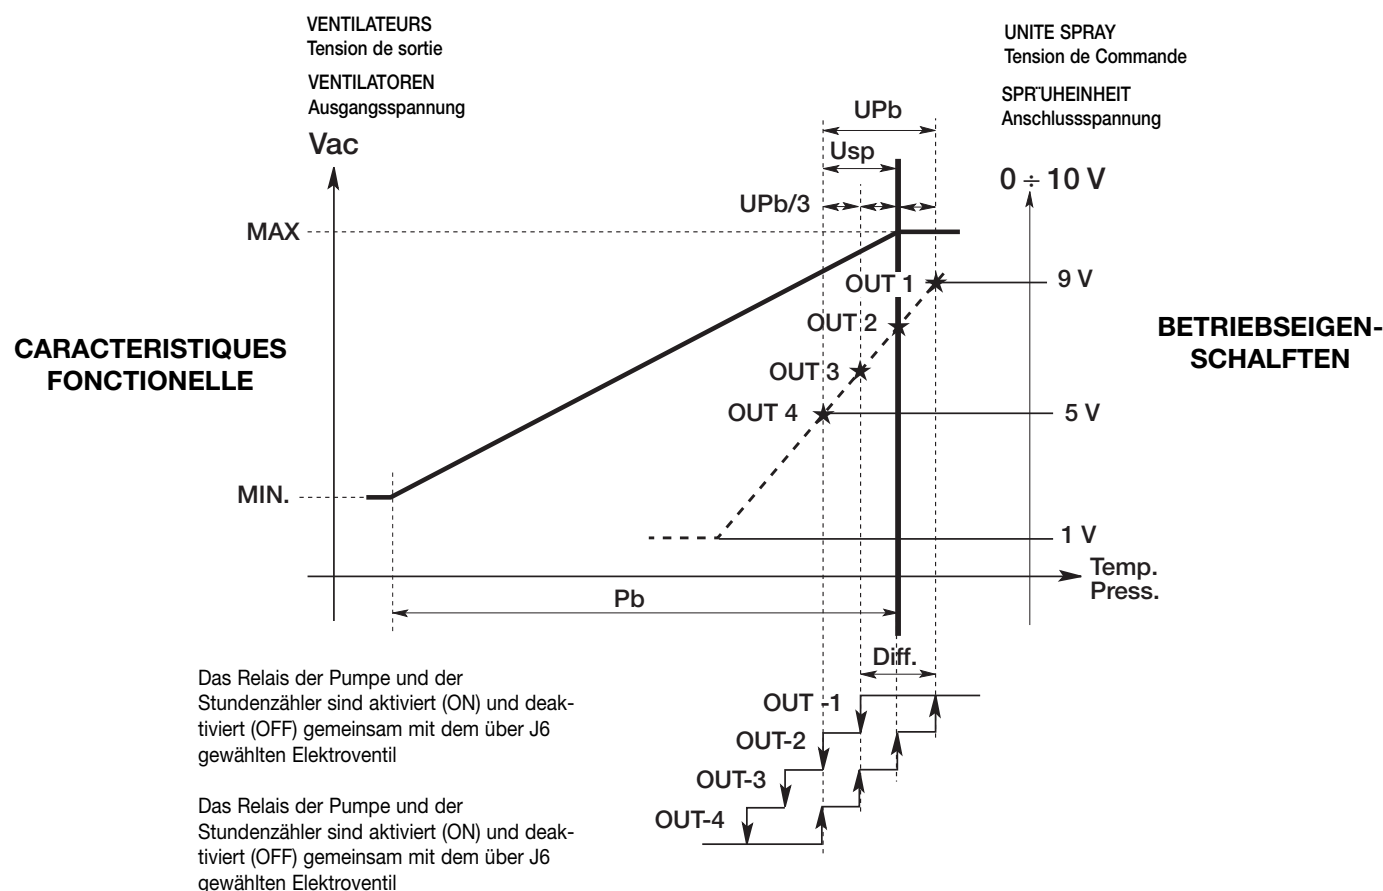 VENTILATEURS
Tension de sortie
VENTILATOREN
Ausgangsspannung
UNITE SPRAY
Tension de Commande
SPR¨UHEINHEIT
Anschlussspannung
UPb
Vac
Usp
0 ÷ 10 V
UPb/3
MAX
OUT 1
9 V
OUT 2
CARACTERISTIQUES
FONCTIONELLE
BETRIEBSEIGEN-
SCHALFTEN
OUT 3
OUT 4
5 V
MIN.
1 V
Temp.
Press.
Pb
Diff.
Das Relais der Pumpe und der
Stundenzähler sind aktiviert (ON) und deak-
tiviert (OFF) gemeinsam mit dem über J6
gewählten Elektroventil
OUT -1
OUT-2
OUT-3
OUT-4
Das Relais der Pumpe und der
Stundenzähler sind aktiviert (ON) und deak-
tiviert (OFF) gemeinsam mit dem über J6
gewählten Elektroventil